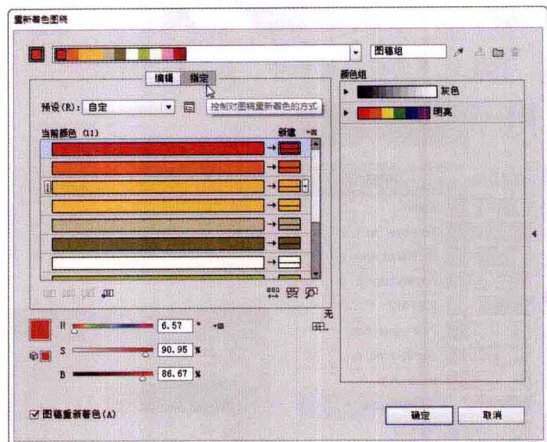 重新着色图稿
图稿组
编辑 指定
颜色组
灰色
预设(R): 自定
控制对图稿重新着色的方式
明亮
当前颜色 (11) 新建
无
H 6.57 °
S 90.95 %
B 86.67 %
图稿重新着色(A)
确定 取消